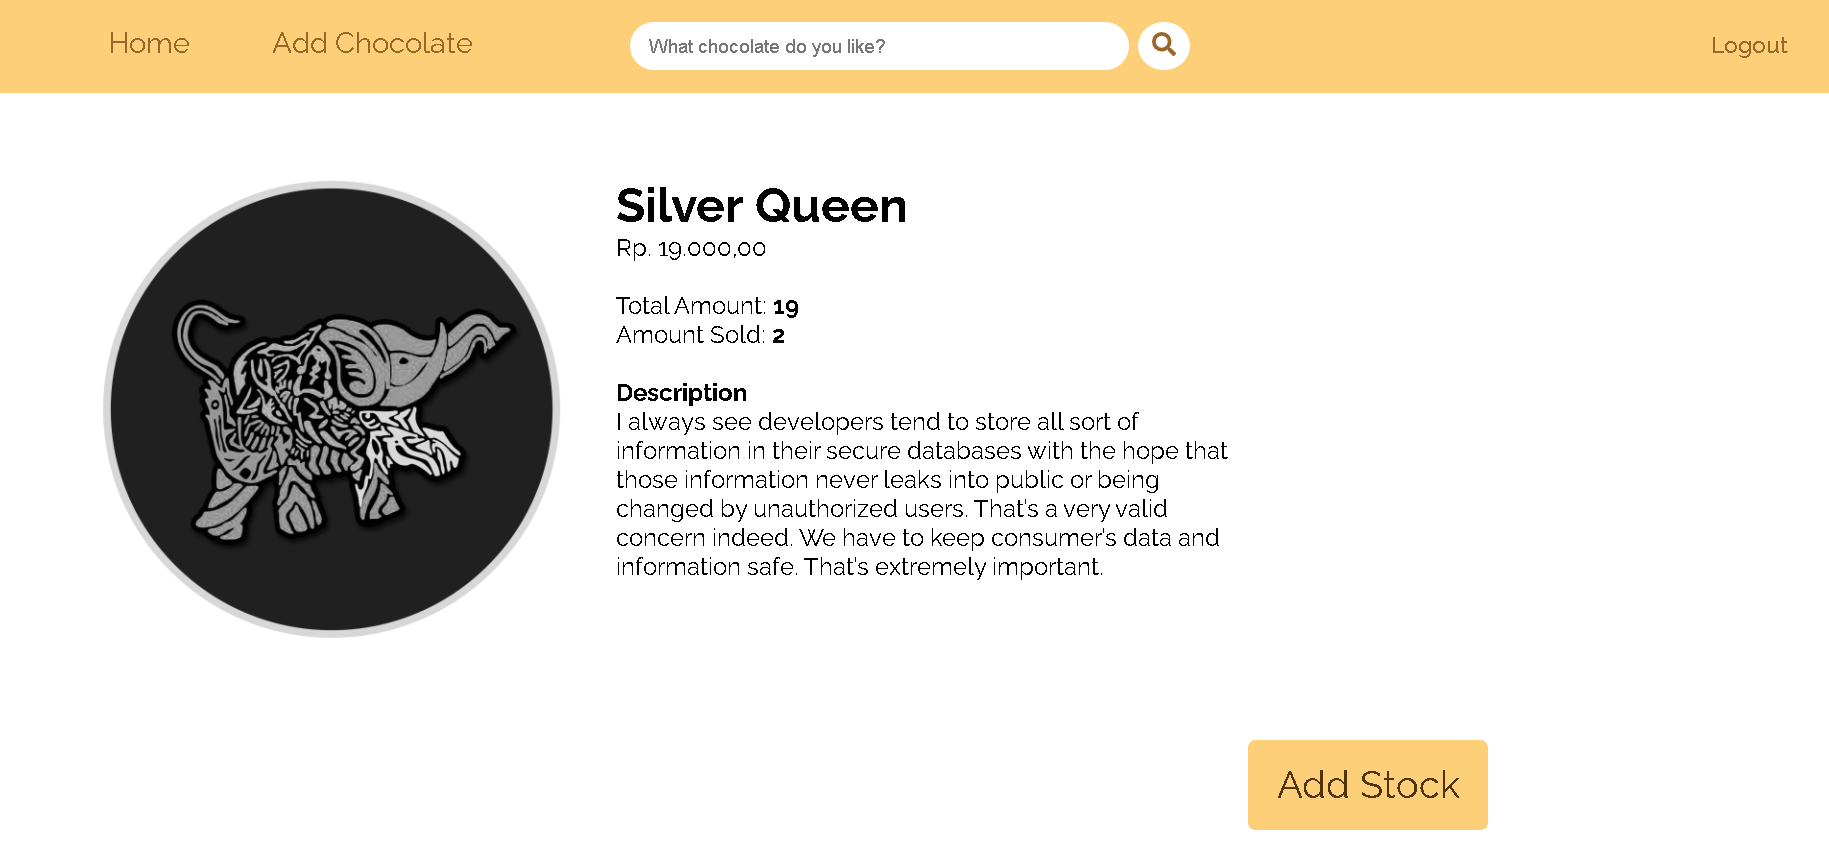 Home
Add Chocolate
What chocolate do you like?
Logout
Silver Queen
Rp. 19.000,00
Total Amount: 19
Amount Sold: 2
Description
I always see developers tend to store all sort of
information in their secure databases with the hope that
those information never leaks into public or being
changed by unauthorized users. That's a very valid
concern indeed. We have to keep consumer's data and
information safe. That's extremely important.
Add Stock